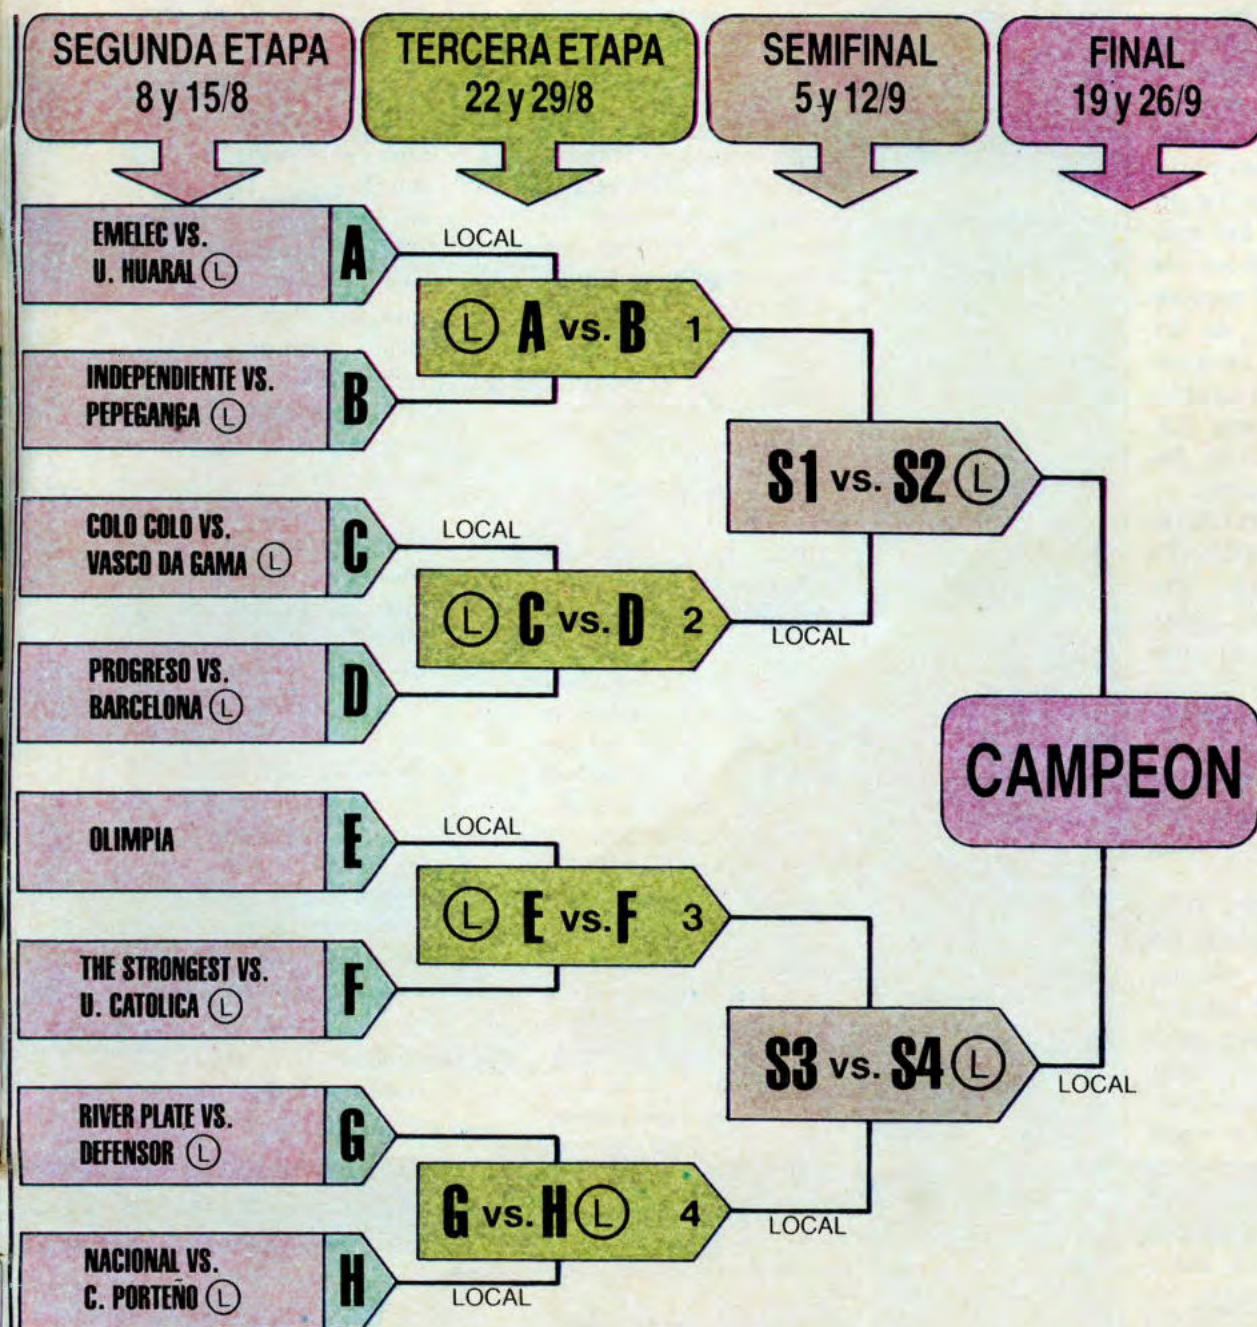 SEGUNDA ETAPA
8 y 15/8
TERCERA ETAPA
22 y 29/8
SEMIFINAL
5 y 12/9
FINAL
19 y 26/9
EMELEC VS.
U. HUARAL Ⓛ
A
INDEPENDIENTE VS.
PEPEGANGA Ⓛ
B
COLO COLO VS.
VASCO DA GAMA Ⓛ
C
PROGRESO VS.
BARCELONA Ⓛ
D
OLIMPIA
E
THE STRONGEST VS.
U. CATOLICA Ⓛ
F
RIVER PLATE VS.
DEFENSOR Ⓛ
G
NACIONAL VS.
C. PORTEÑO Ⓛ
H
LOCAL
Ⓛ A vs. B 1
LOCAL
Ⓛ C vs. D 2
LOCAL
LOCAL
Ⓛ E vs. F 3
G vs. H Ⓛ 4
LOCAL
LOCAL
S1 vs. S2 Ⓛ
S3 vs. S4 Ⓛ
LOCAL
CAMPEON